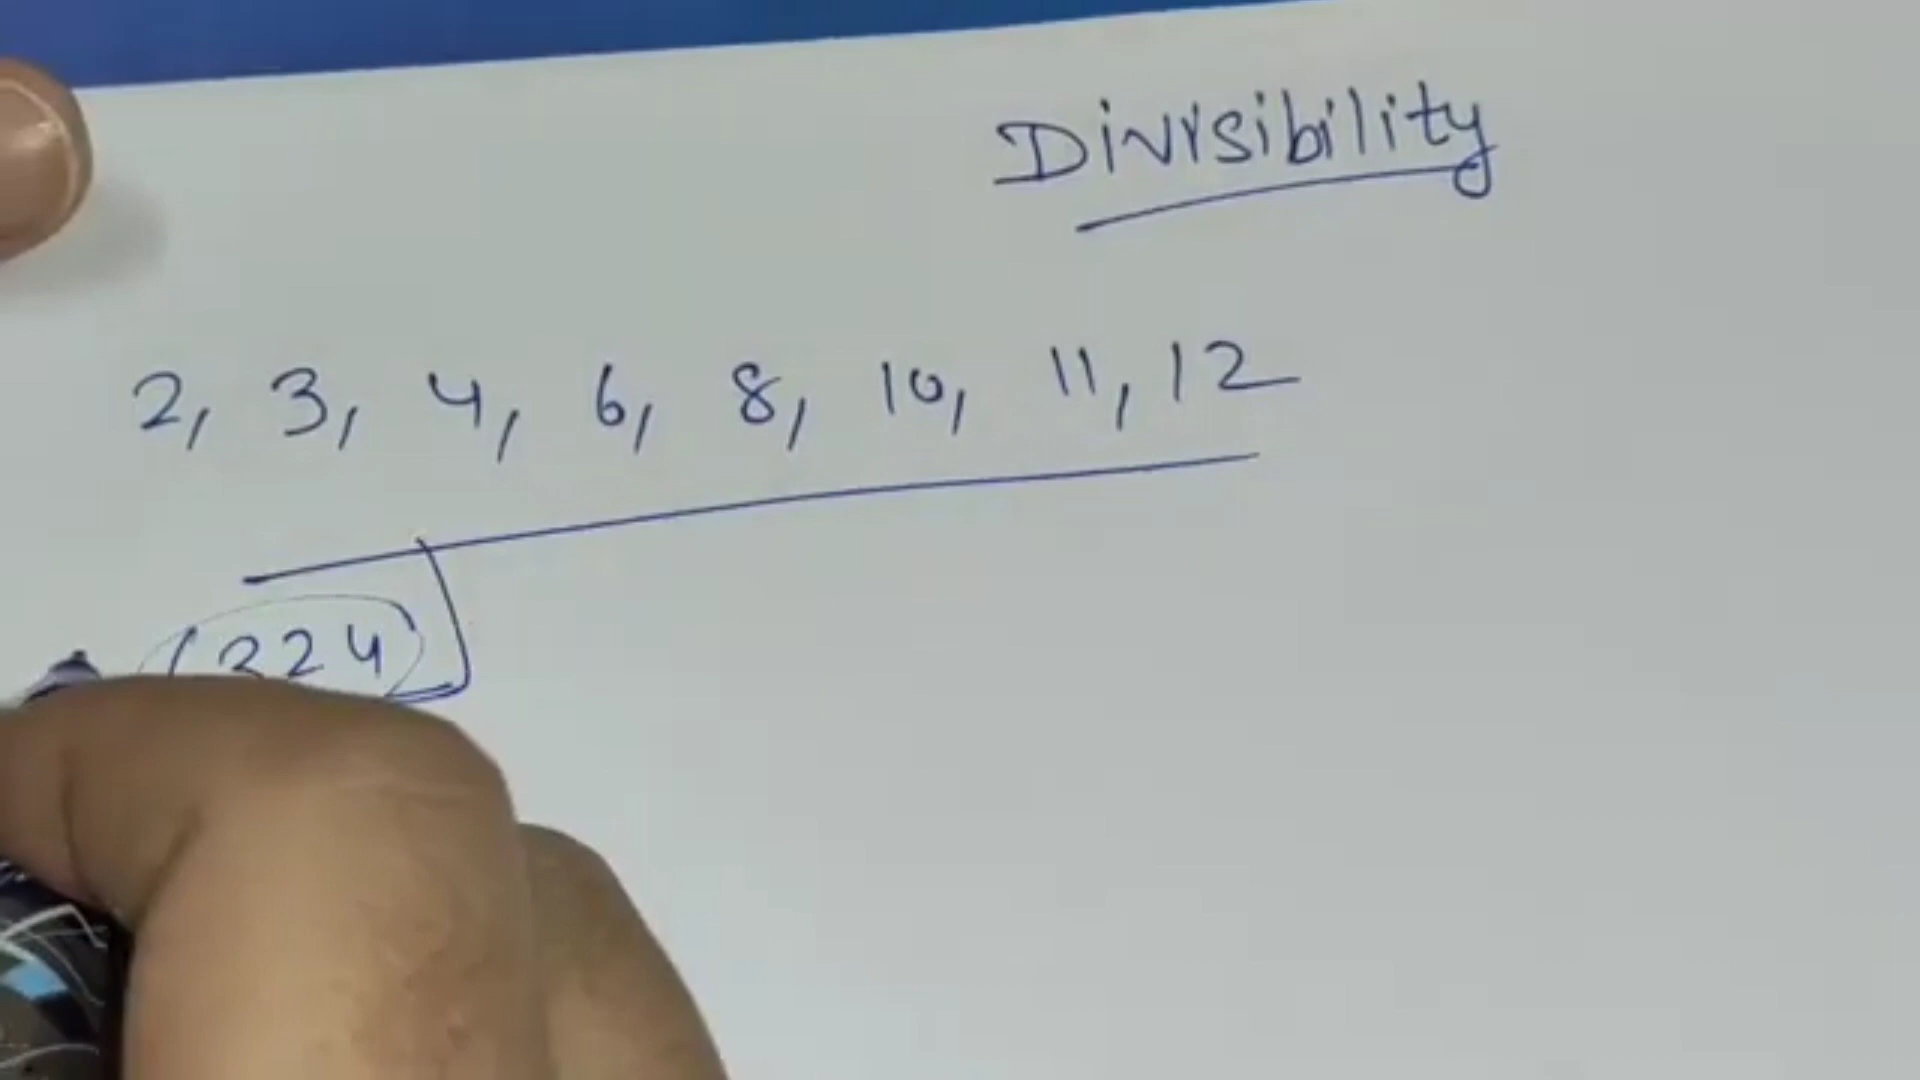 Divisibility
2, 3, 4, 6, 8, 10, 11, 12
324